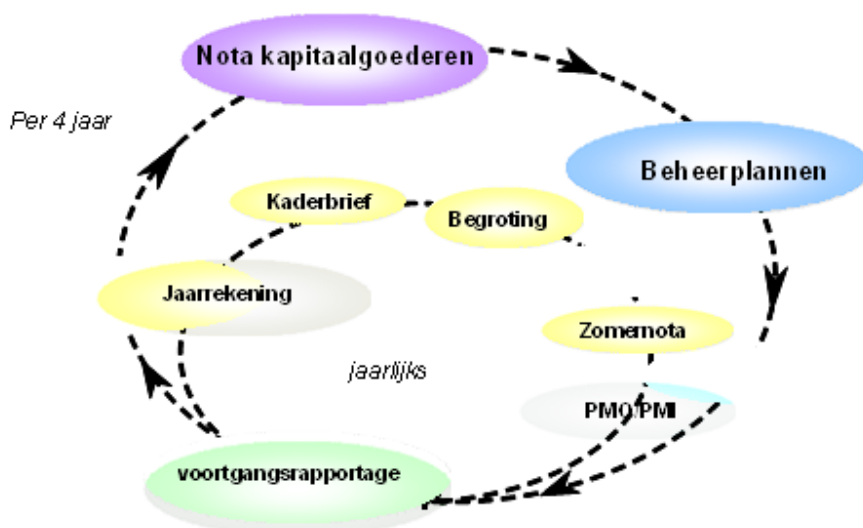 Nota kapitaalgoederen
Per 4 jaar
Beheerplannen
Kaderbrief
Begroting
Jaarrekening
Zomernota
jaarlijks
PMO/PMI
voortgangsrapportage